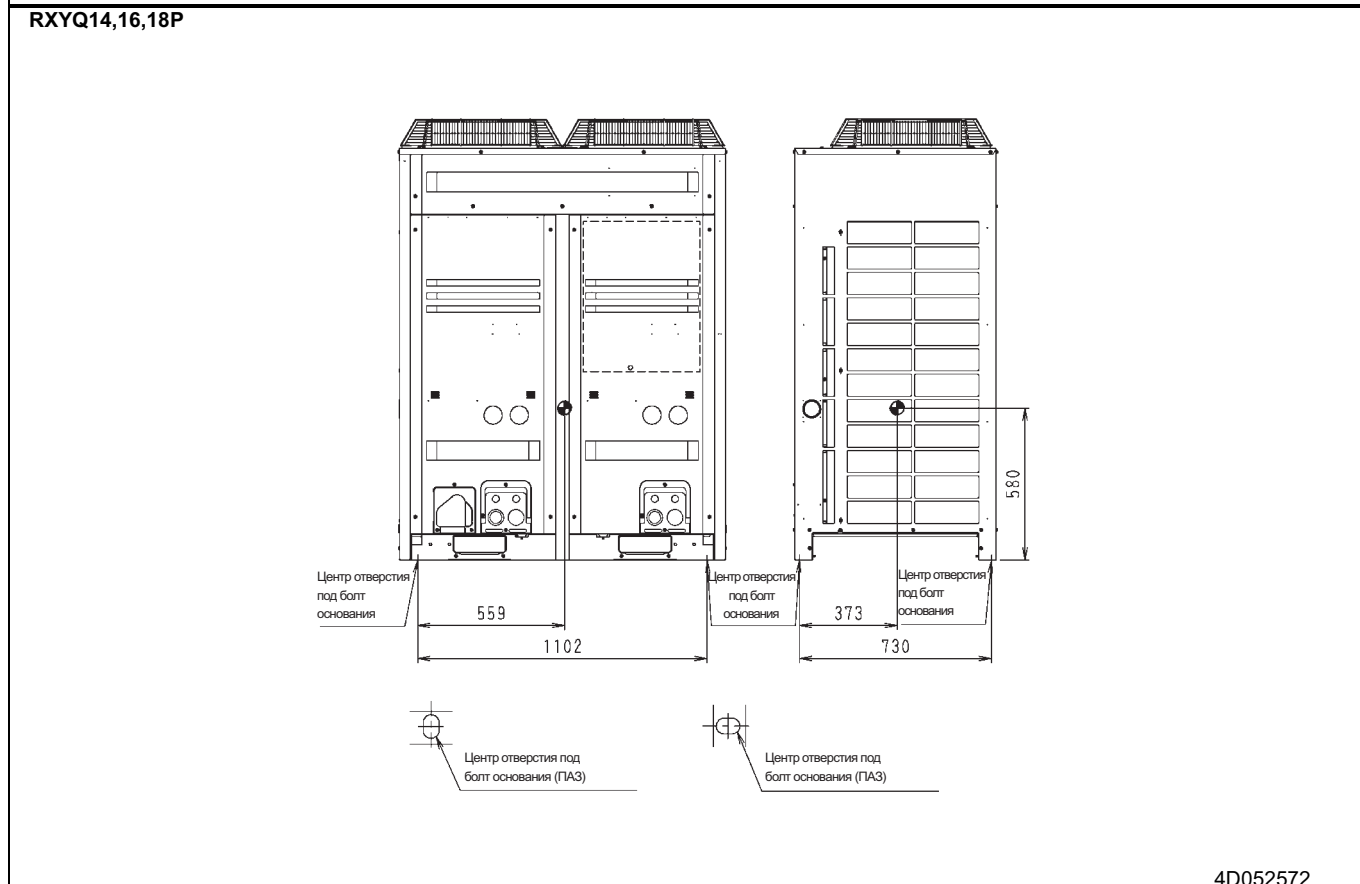 RXYQ14,16,18P
580
Центр отверстия
под болт
основания
Центр отверстия
под болт
основания
Центр отверстия
под болт
основания
559
373
1102
730
Центр отверстия под
болт основания (ПАЗ)
Центр отверстия под
болт основания (ПАЗ)
4D052572